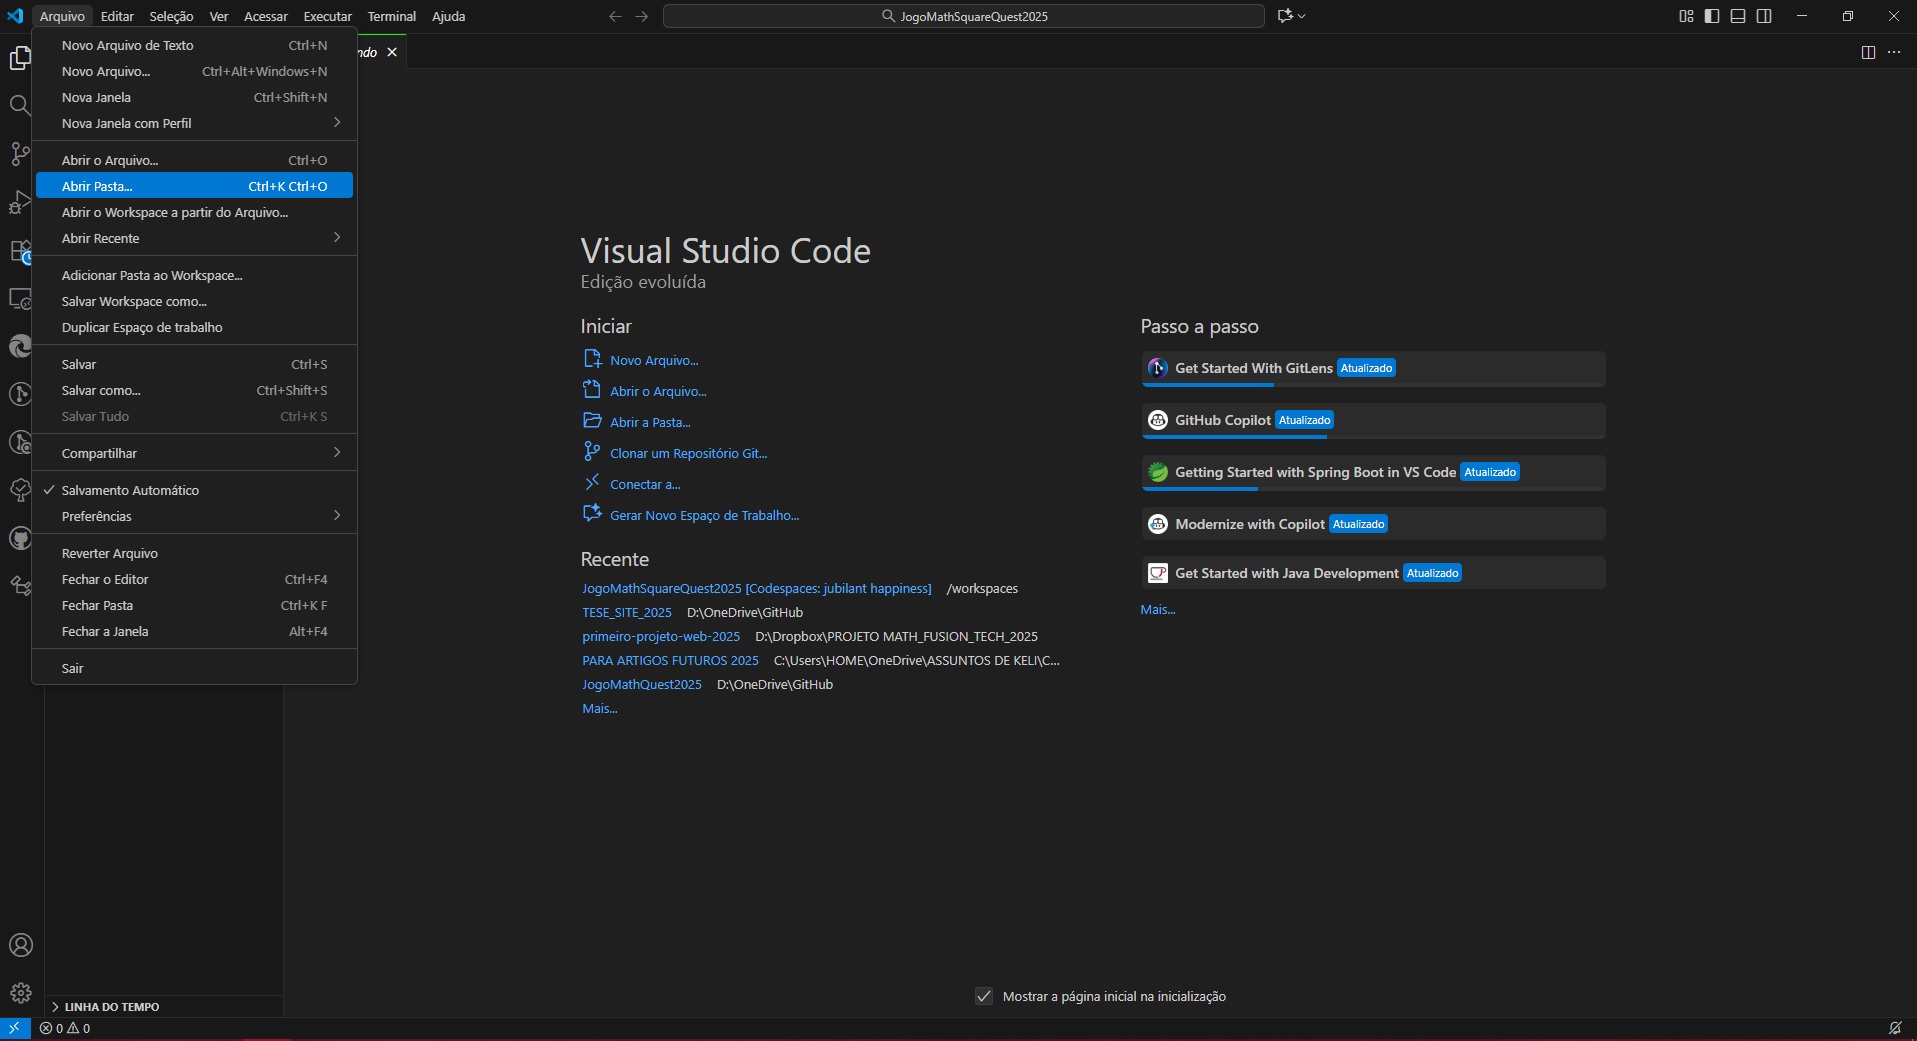 Arquivo Editar Seleção Ver Acessar Executar Terminal Ajuda
JogoMathSquareQuest2025
Novo Arquivo de Texto Ctrl+N
Novo Arquivo... Ctrl+Alt+Windows+N
Nova Janela Ctrl+Shift+N
Nova Janela com Perfil
Abrir o Arquivo... Ctrl+O
Abrir Pasta... Ctrl+K Ctrl+O
Abrir o Workspace a partir do Arquivo...
Abrir Recente
Adicionar Pasta ao Workspace...
Salvar Workspace como...
Duplicar Espaço de trabalho
Salvar Ctrl+S
Salvar como... Ctrl+Shift+S
Salvar Tudo Ctrl+K S
Compartilhar
Salvamento Automático
Preferências
Reverter Arquivo
Fechar o Editor Ctrl+F4
Fechar Pasta Ctrl+K F
Fechar a Janela Alt+F4
Sair
ndo
Visual Studio Code
Edição evoluída
Iniciar
Novo Arquivo...
Abrir o Arquivo...
Abrir a Pasta...
Clonar um Repositório Git...
Conectar a...
Gerar Novo Espaço de Trabalho...
Recente
JogoMathSquareQuest2025 [Codespaces: jubilant happiness] /workspaces
TESE_SITE_2025 D:\OneDrive\GitHub
primeiro-projeto-web-2025 D:\Dropbox\PROJETO MATH_FUSION_TECH_2025
PARA ARTIGOS FUTUROS 2025 C:\Users\HOME\OneDrive\ASSUNTOS DE KELI\C...
JogoMathQuest2025 D:\OneDrive\GitHub
Mais...
Passo a passo
Get Started With GitLens Atualizado
GitHub Copilot Atualizado
Getting Started with Spring Boot in VS Code Atualizado
Modernize with Copilot Atualizado
Get Started with Java Development Atualizado
Mais...
Mostrar a página inicial na inicialização
LINHA DO TEMPO
0 0